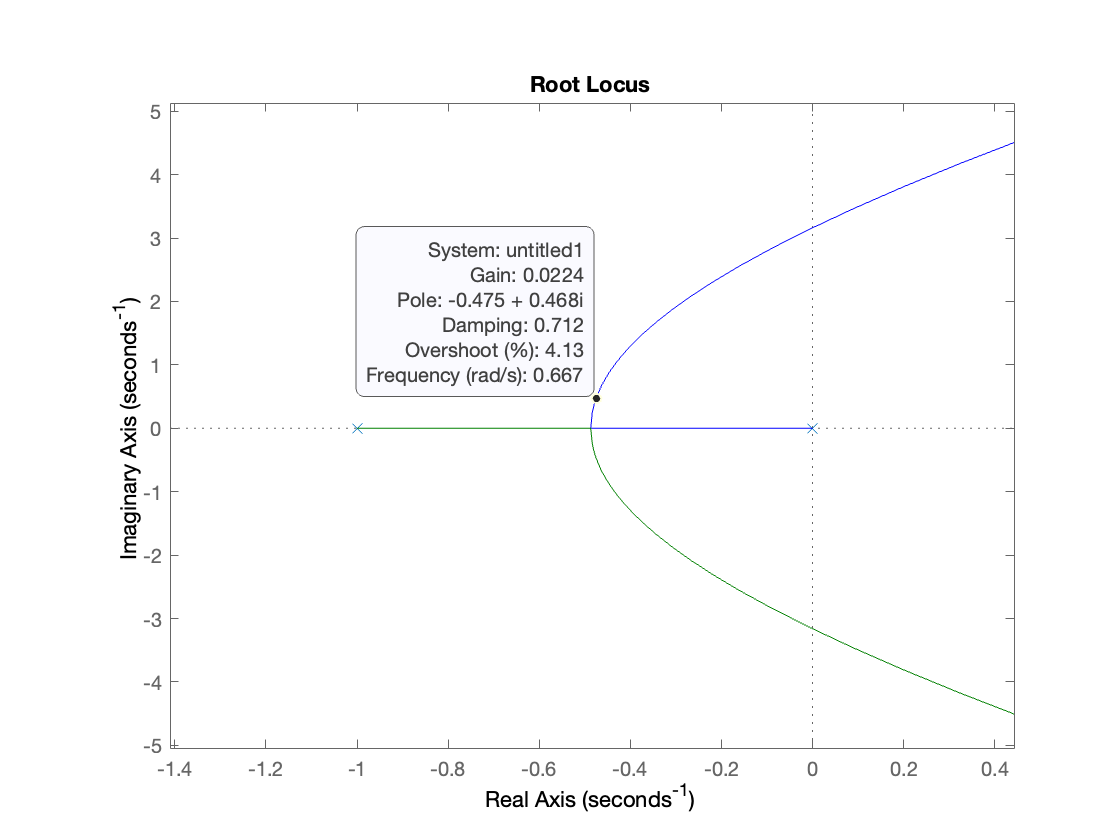 Root Locus
5
4
3
2
1
0
-1
-2
-3
-4
-5
Imaginary Axis (seconds⁻¹)
System: untitled1
Gain: 0.0224
Pole: -0.475 + 0.468i
Damping: 0.712
Overshoot (%): 4.13
Frequency (rad/s): 0.667
-1.4 -1.2 -1 -0.8 -0.6 -0.4 -0.2 0 0.2 0.4
Real Axis (seconds⁻¹)